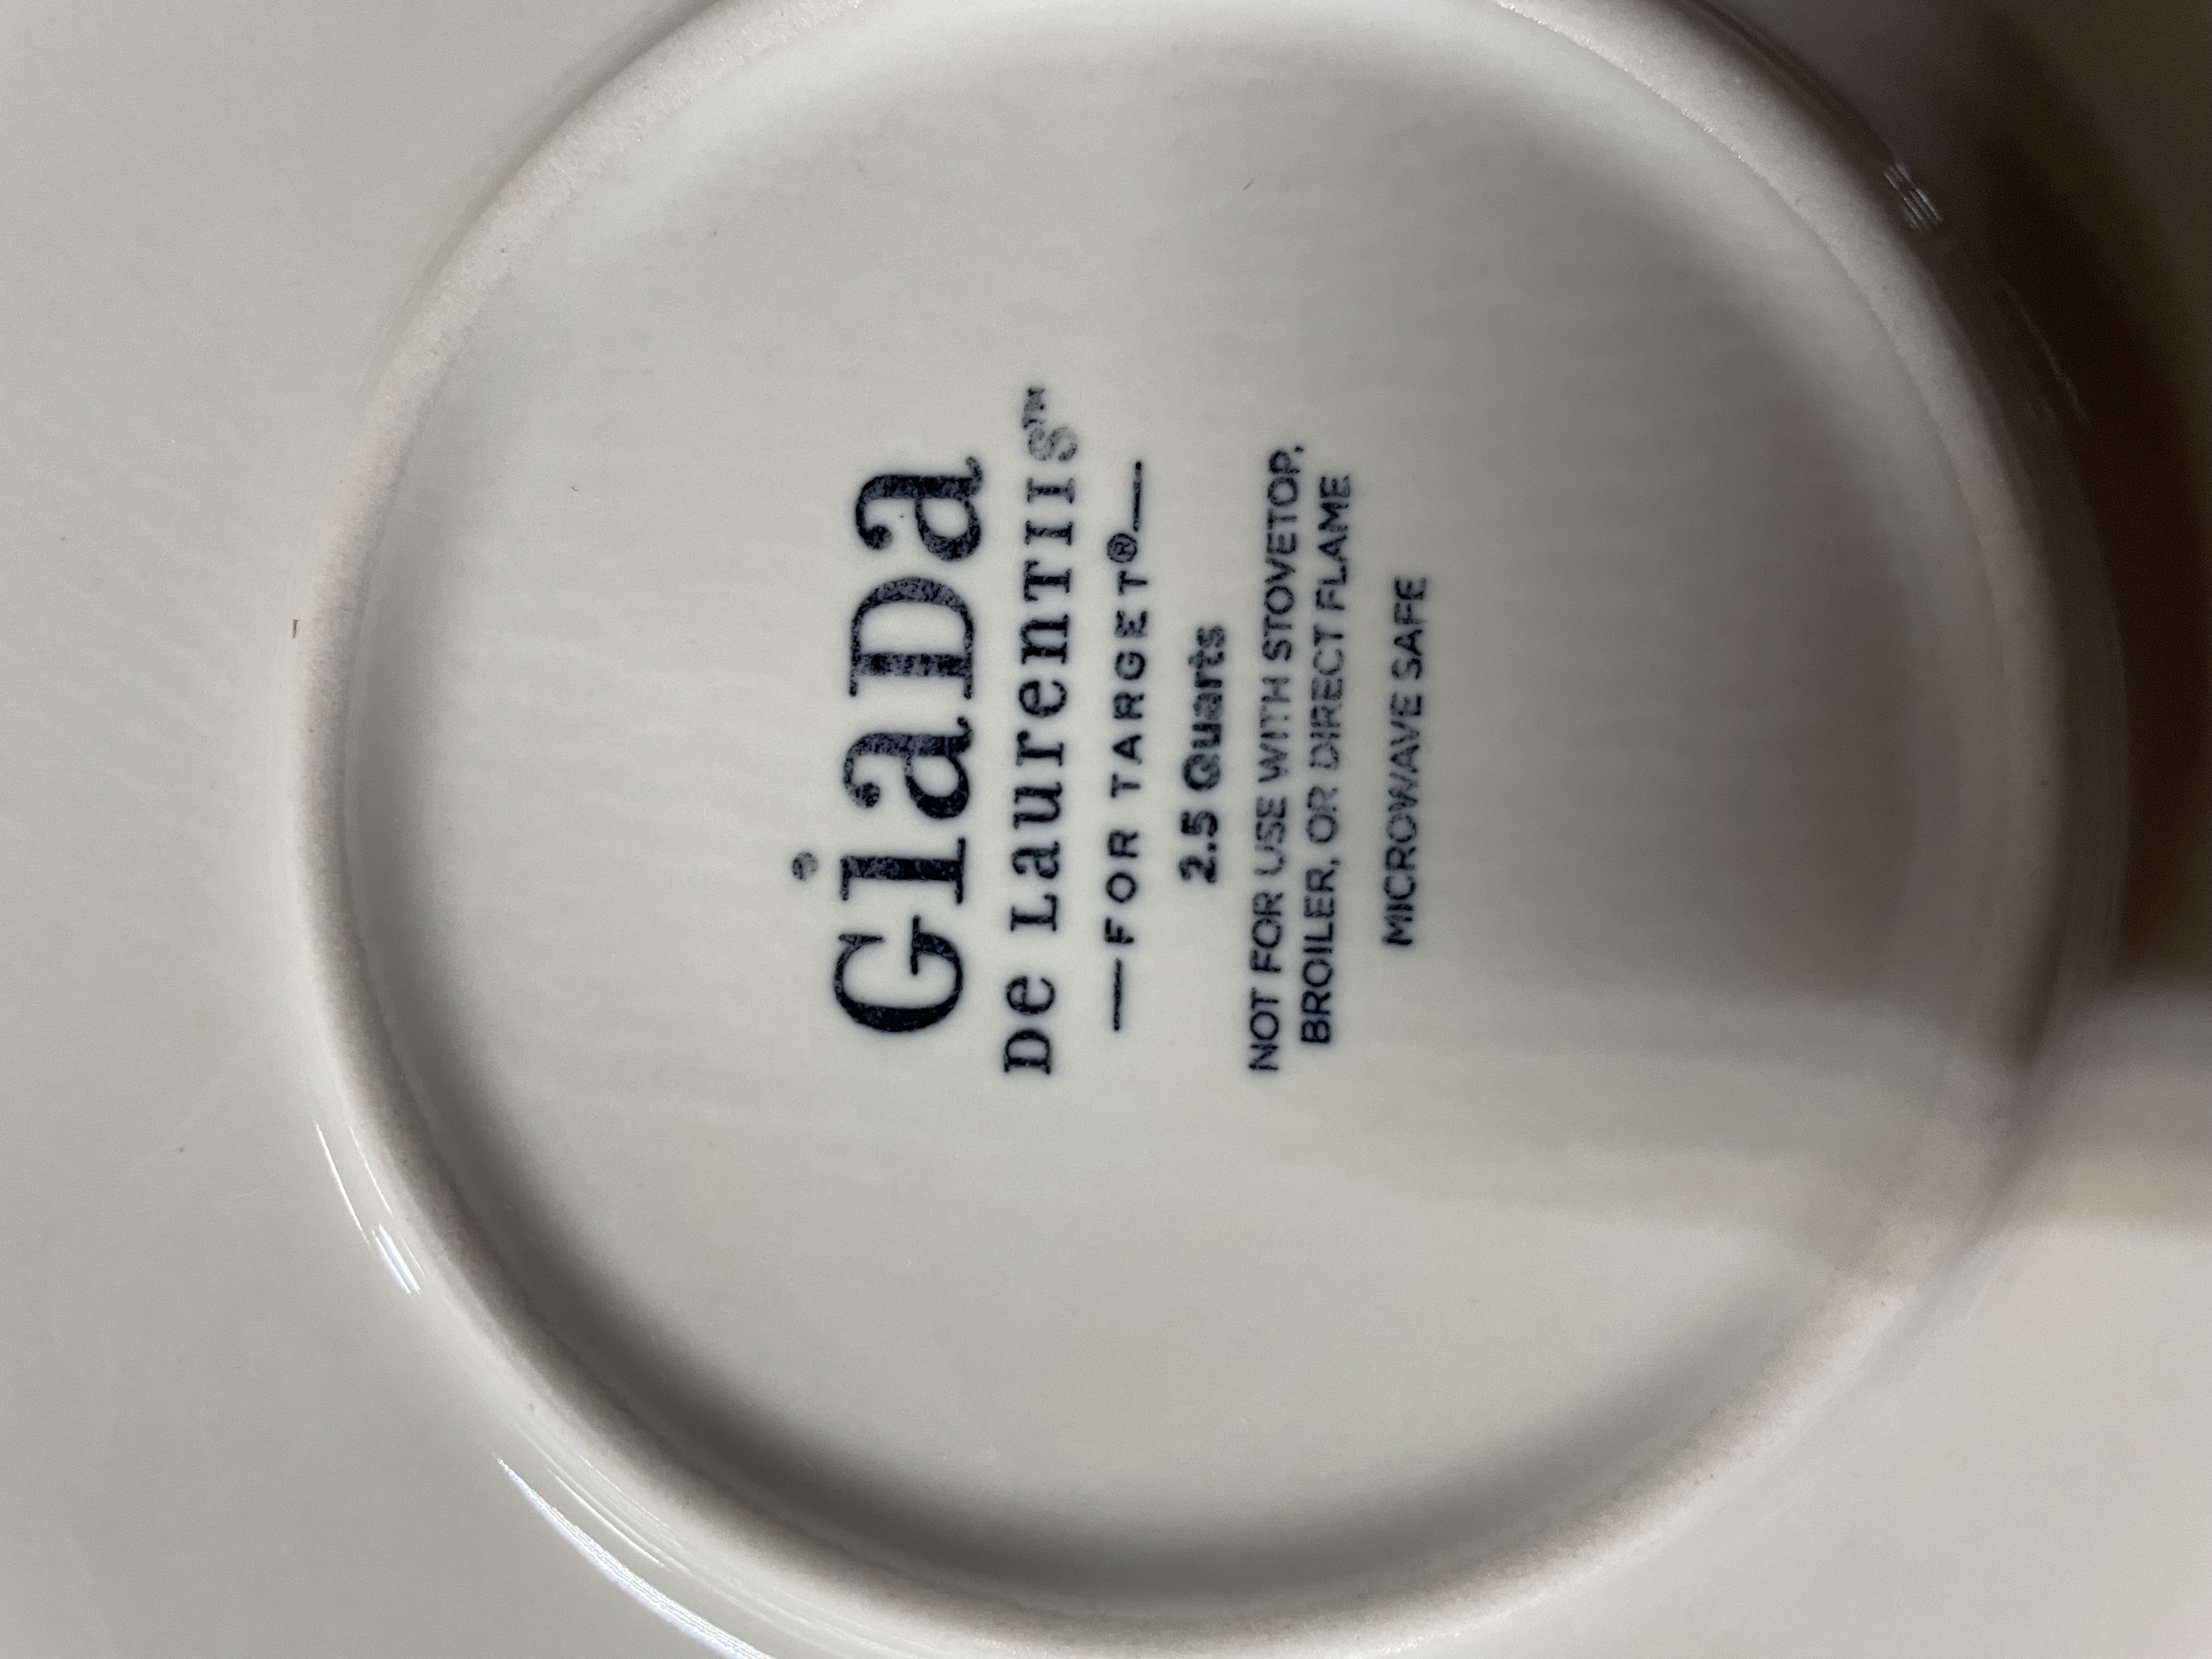 GiaDa
De LaurenTIIS™
FOR TARGET®
2.5 Quarts
NOT FOR USE WITH STOVETOP,
BROILER, OR DIRECT FLAME
MICROWAVE SAFE